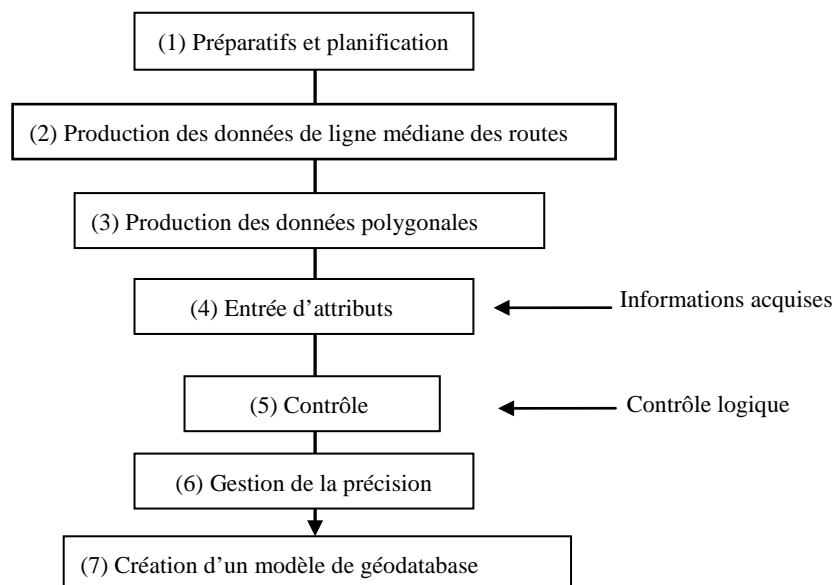 (1) Préparatifs et planification
(2) Production des données de ligne médiane des routes
(3) Production des données polygonales
(4) Entrée d’attributs
Informations acquises
(5) Contrôle
Contrôle logique
(6) Gestion de la précision
(7) Création d’un modèle de géodatabase